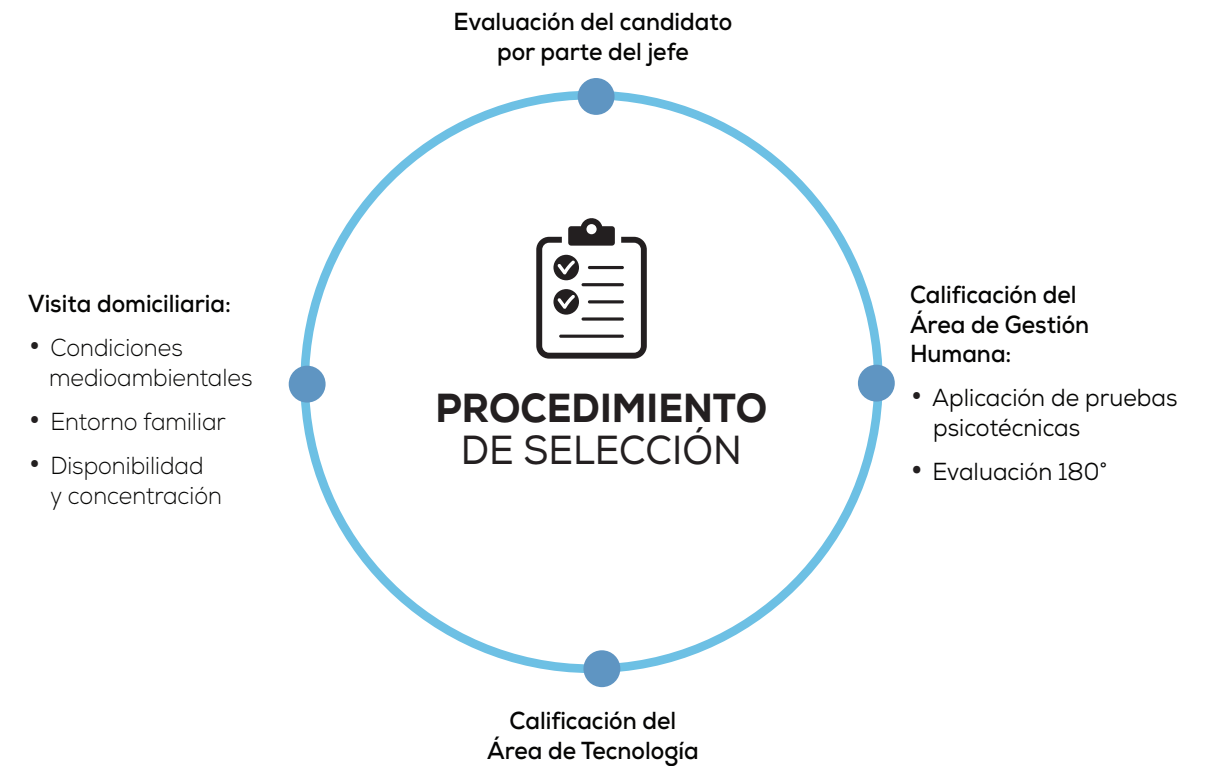 Evaluación del candidato
por parte del jefe
Visita domiciliaria:
• Condiciones
medioambientales
• Entorno familiar
• Disponibilidad
y concentración
PROCEDIMIENTO
DE SELECCIÓN
Calificación del
Área de Gestión
Humana:
• Aplicación de pruebas
psicotécnicas
• Evaluación 180°
Calificación del
Área de Tecnología